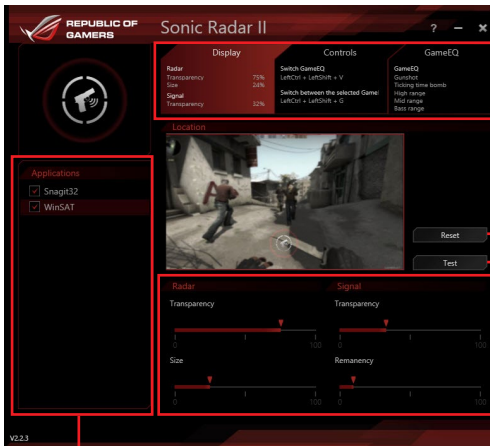 REPUBLIC OF
GAMERS
Sonic Radar II
?
Display
Controls
GameEQ
Radar
Transparency 75%
Size 24%
Signal
Transparency 32%
Switch GameEQ
LeftCtrl + LeftShift + V
Switch between the selected Game
LeftCtrl + LeftShift + G
GameEQ
Gunshot
Ticking time bomb
High range
Mid range
Bass range
Location
Applications
Snagit32
WinSAT
Reset
Test
Radar
Signal
Transparency
Transparency
0 100
0 100
Size
Remanency
0 100
0 100
V2.2.3